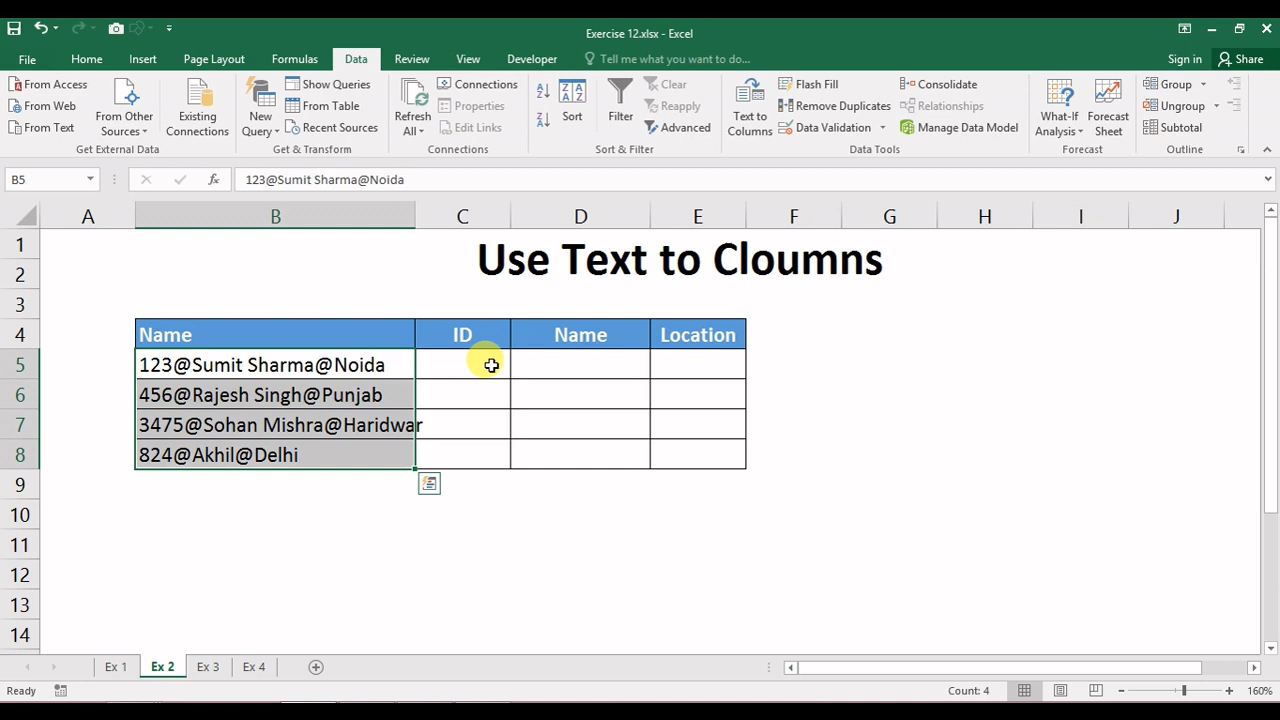 Exercise 12.xlsx - Excel
File Home Insert Page Layout Formulas Data Review View Developer Tell me what you want to do... Sign in Share
From Access
From Web
From Text
From Other Sources
Existing Connections
Get External Data
New Query
Show Queries
From Table
Recent Sources
Get & Transform
Refresh All
Connections
Properties
Edit Links
Connections
Sort
Filter
Clear
Reapply
Advanced
Sort & Filter
Text to Columns
Flash Fill
Remove Duplicates
Data Validation
Consolidate
Relationships
Manage Data Model
Data Tools
What-If Analysis
Forecast Sheet
Forecast
Group
Ungroup
Subtotal
Outline
B5 fx 123@Sumit Sharma@Noida
A B C D E F G H I J
1
Use Text to Cloumns
2
3
4 Name ID Name Location
5 123@Sumit Sharma@Noida
6 456@Rajesh Singh@Punjab
7 3475@Sohan Mishra@Haridwar
8 824@Akhil@Delhi
9
10
11
12
13
14
Ex 1 Ex 2 Ex 3 Ex 4
Ready Count: 4 160%